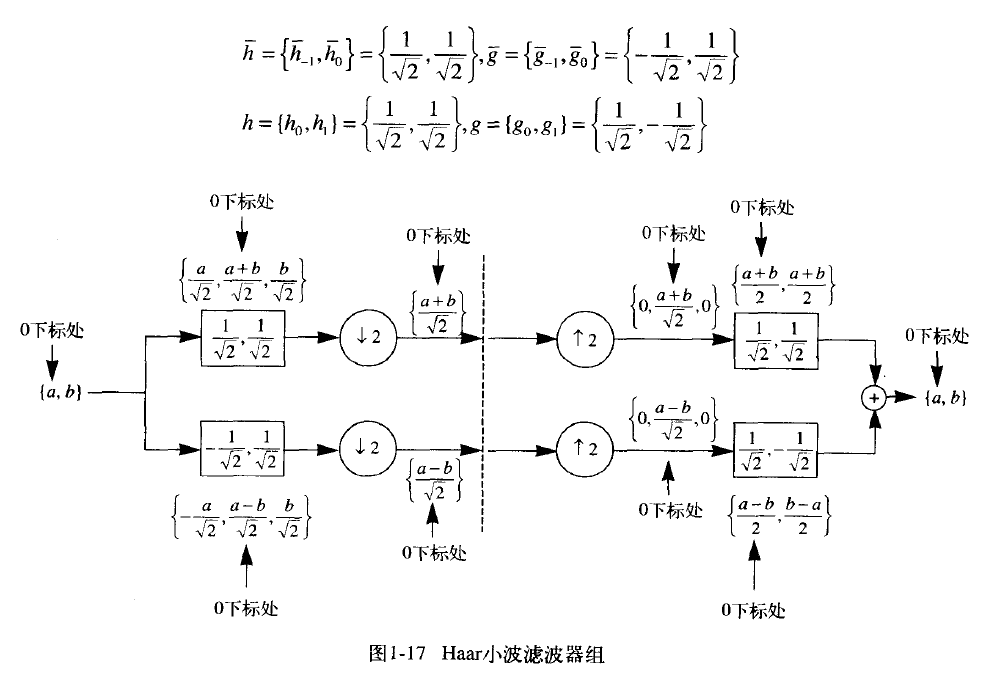 h̄ = {h̄₋₁, h̄₀} = {1/√2, 1/√2}, ḡ = {ḡ₋₁, ḡ₀} = {-1/√2, 1/√2}
h = {h₀, h₁} = {1/√2, 1/√2}, g = {g₀, g₁} = {1/√2, -1/√2}
0下标处
0下标处
0下标处
0下标处
{a/√2, a+b/√2, b/√2}
{a+b/√2}
{0, a+b/√2, 0}
{a+b/2, a+b/2}
0下标处
1/√2, 1/√2
↓2
↑2
1/√2, 1/√2
0下标处
{a, b}
+
{a, b}
-1/√2, 1/√2
↓2
↑2
{0, a-b/√2, 0}
1/√2, -1/√2
{a-b/√2}
{-a/√2, a-b/√2, b/√2}
0下标处
{a-b/2, b-a/2}
0下标处
0下标处
0下标处
图1-17 Haar小波滤波器组